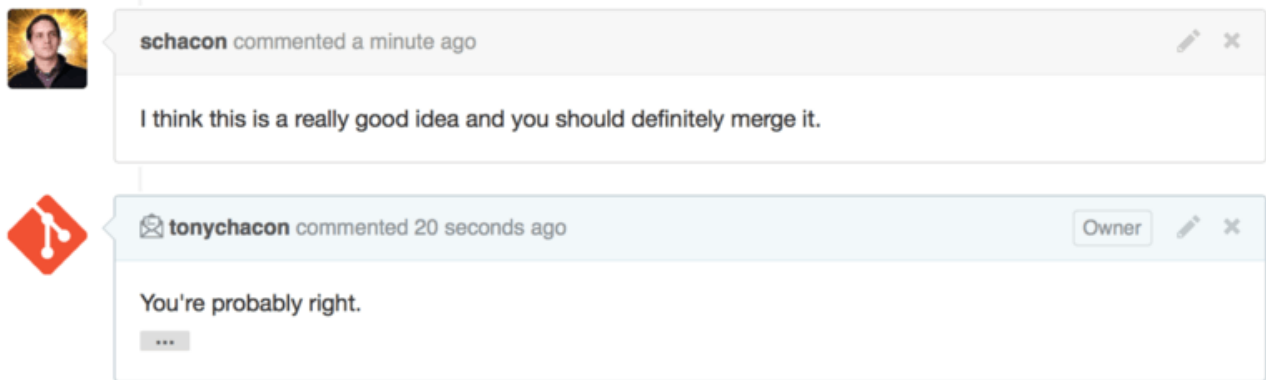 schacon commented a minute ago
I think this is a really good idea and you should definitely merge it.
tonychacon commented 20 seconds ago Owner
You're probably right.
...